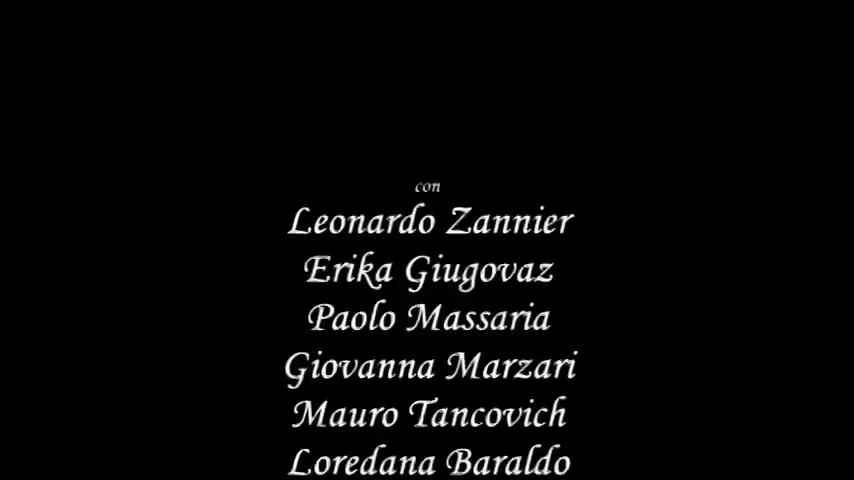 con
Leonardo Zannier
Erika Giugovaz
Paolo Massaria
Giovanna Marzari
Mauro Tancovich
Loredana Baraldo